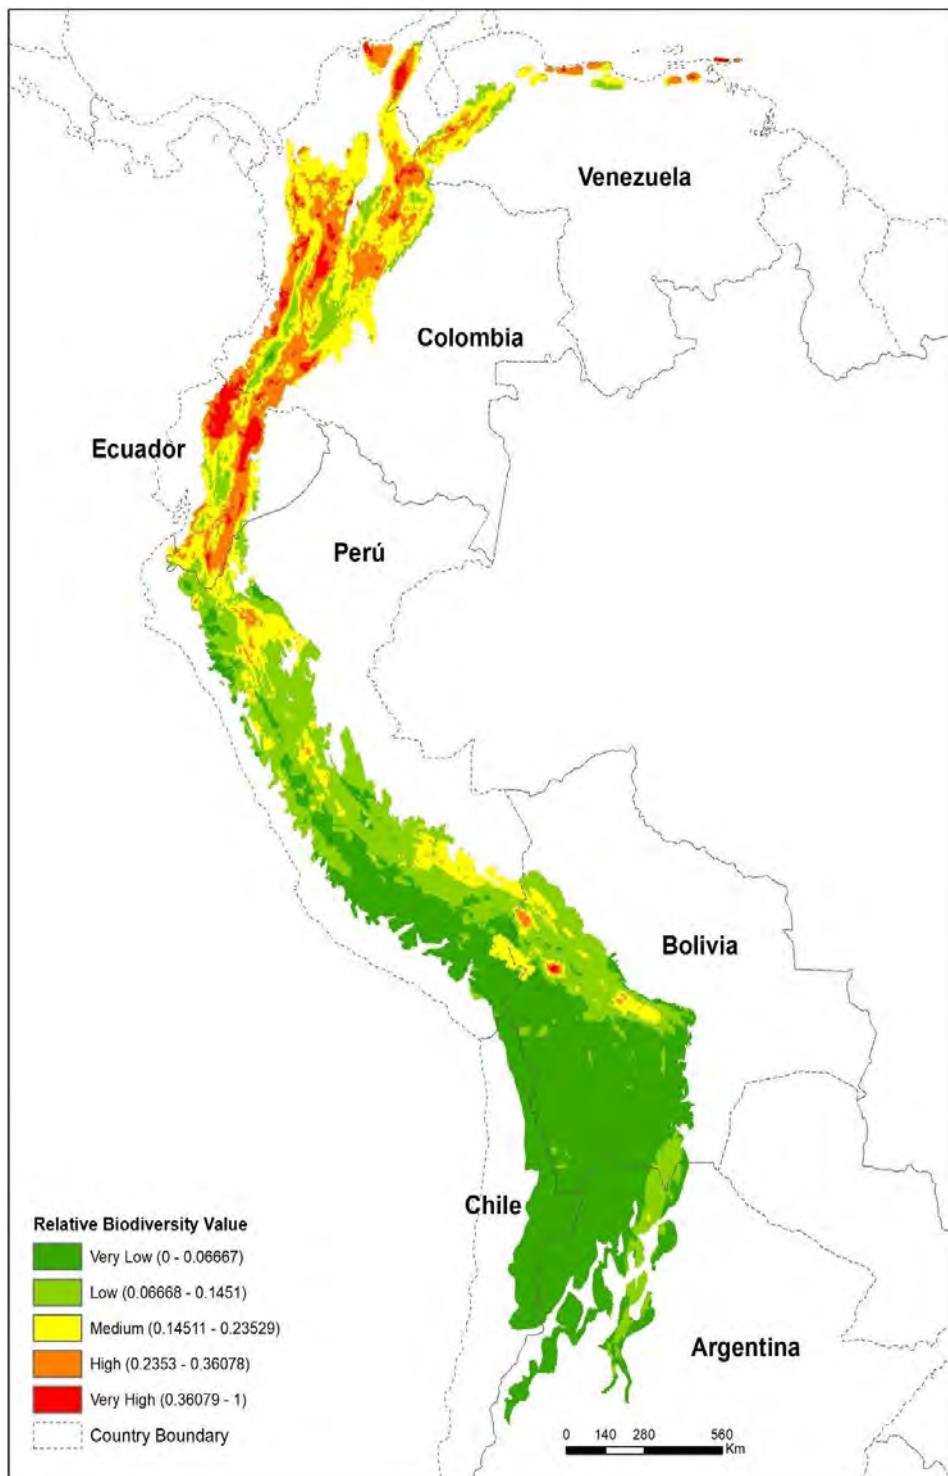 Venezuela
Colombia
Ecuador
Perú
Bolivia
Chile
Argentina
Relative Biodiversity Value
Very Low (0 - 0.06667)
Low (0.06668 - 0.1451)
Medium (0.14511 - 0.23529)
High (0.2353 - 0.36078)
Very High (0.36079 - 1)
Country Boundary
0 140 280 560
Km